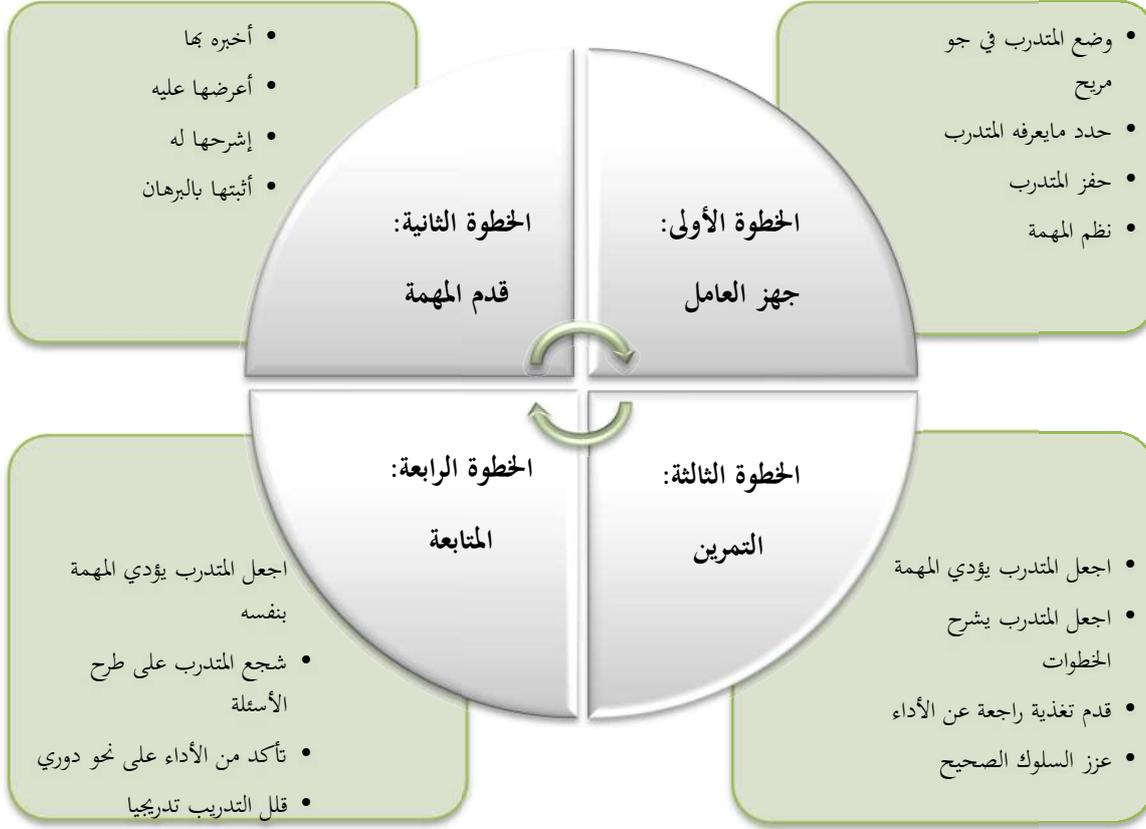 • وضع المتدرب في جو
مريح
• حدد مايعرفه المتدرب
• حفز المتدرب
• نظم المهمة
الخطوة الأولى:
جهز العامل
• أخبره بها
• أعرضها عليه
• إشرحها له
• أثبتها بالبرهان
الخطوة الثانية:
قدم المهمة
الخطوة الثالثة:
التمرين
• اجعل المتدرب يؤدي المهمة
• اجعل المتدرب يشرح
الخطوات
• قدم تغذية راجعة عن الأداء
• عزز السلوك الصحيح
الخطوة الرابعة:
المتابعة
اجعل المتدرب يؤدي المهمة
بنفسه
• شجع المتدرب على طرح
الأسئلة
• تأكد من الأداء على نحو دوري
• قلل التدريب تدريجيا